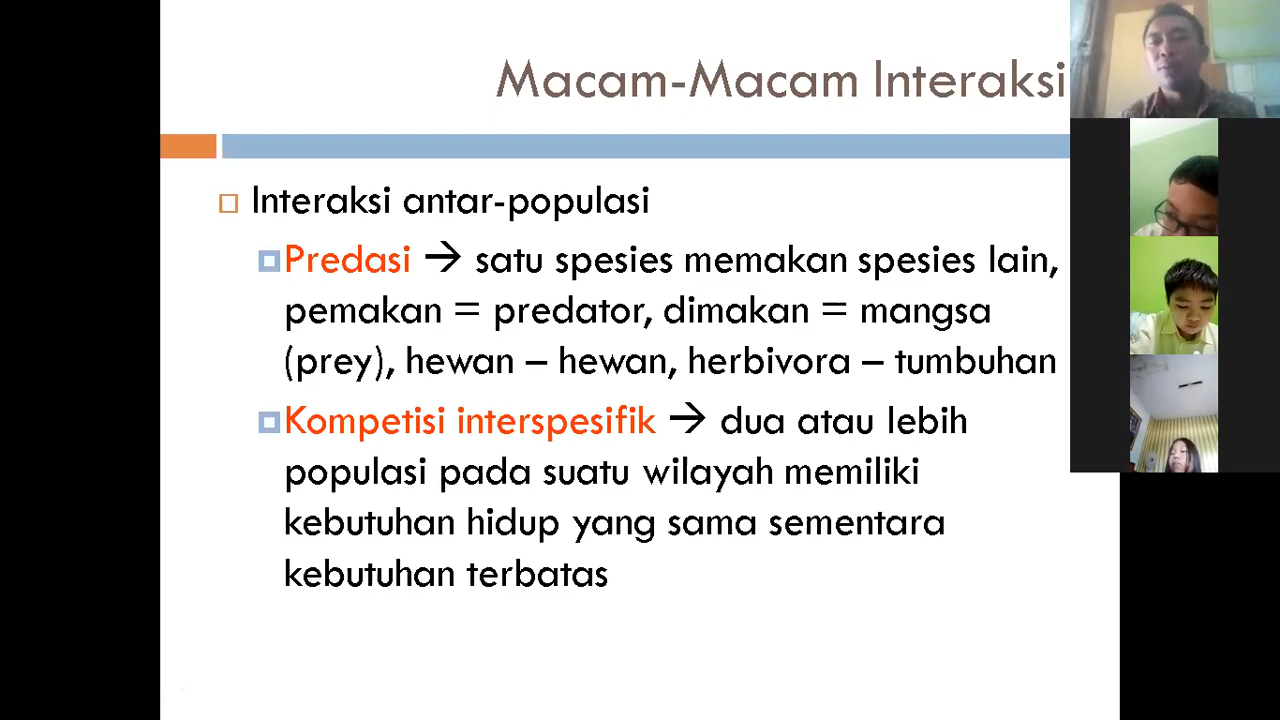 Macam-Macam Interaksi
Interaksi antar-populasi
Predasi → satu spesies memakan spesies lain,
pemakan = predator, dimakan = mangsa
(prey), hewan – hewan, herbivora – tumbuhan
Kompetisi interspesifik → dua atau lebih
populasi pada suatu wilayah memiliki
kebutuhan hidup yang sama sementara
kebutuhan terbatas